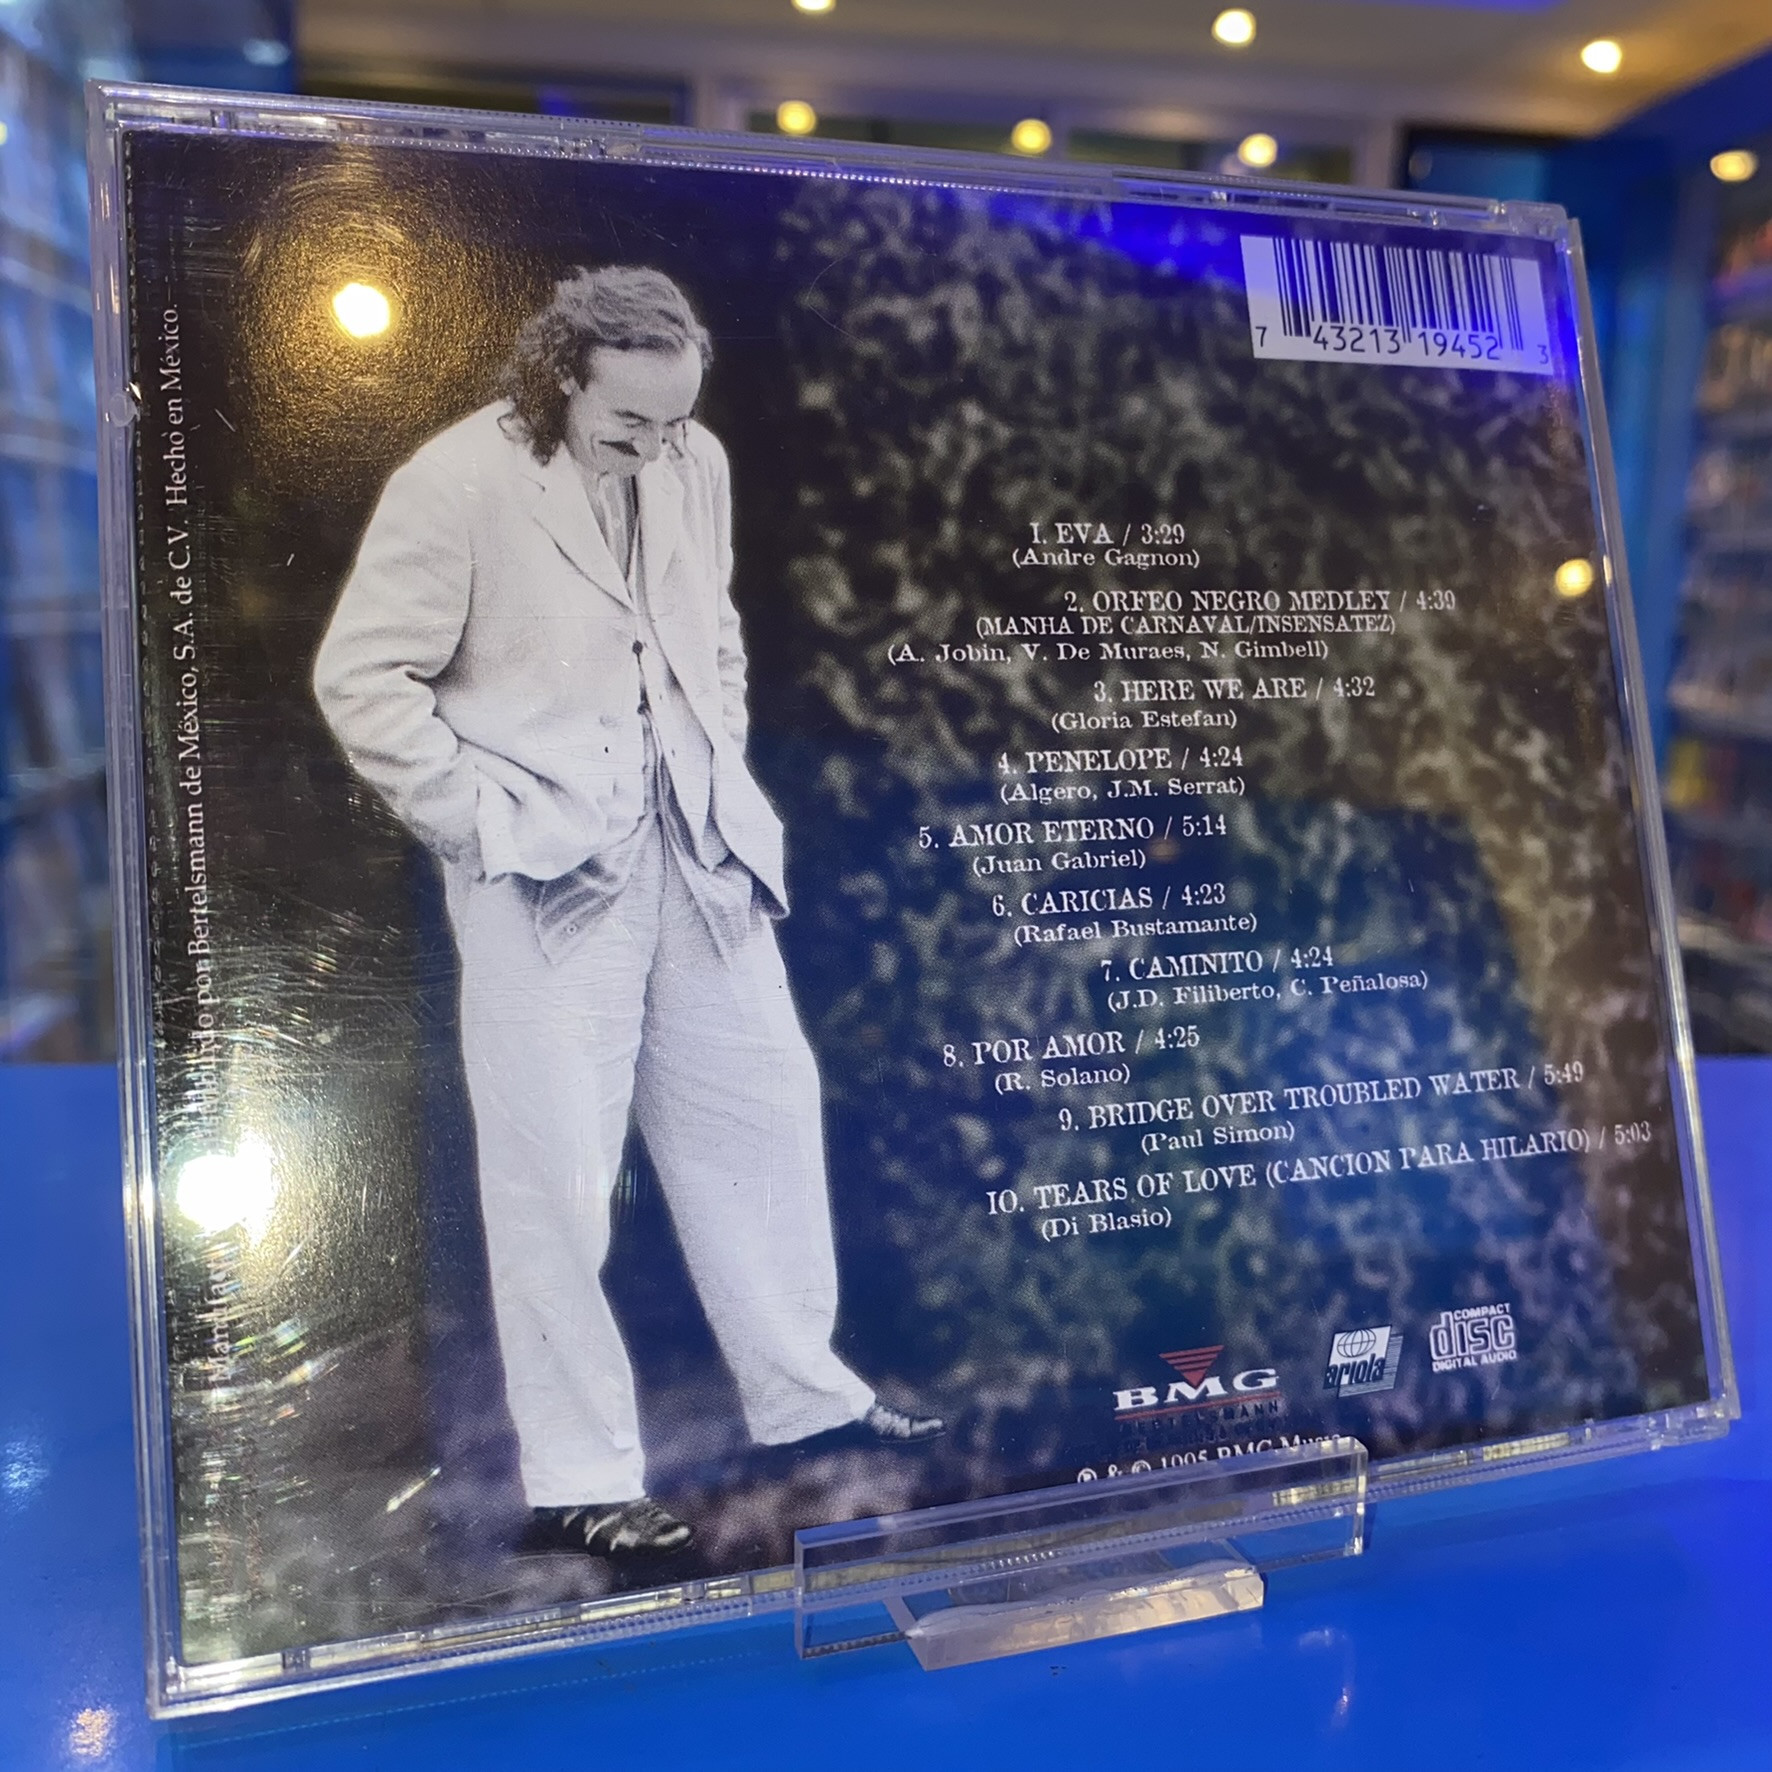 7 43213 19452 3
1. EVA / 3:29
(Andre Gagnon)
2. ORFEO NEGRO MEDLEY / 4:39
(MANHA DE CARNAVAL/INSENSATEZ)
(A. Jobin, V. De Muraes, N. Gimbell)
3. HERE WE ARE / 4:32
(Gloria Estefan)
4. PENELOPE / 4:24
(Algero, J.M. Serrat)
5. AMOR ETERNO / 5:14
(Juan Gabriel)
6. CARICIAS / 4:23
(Rafael Bustamante)
7. CAMINITO / 4:24
(J.D. Filiberto, C. Peñalosa)
8. POR AMOR / 4:25
(R. Solano)
9. BRIDGE OVER TROUBLED WATER / 5:49
(Paul Simon)
10. TEARS OF LOVE (CANCION PARA HILARIO) / 5:03
(Di Blasio)
BMG
ariola
COMPACT
disc
DIGITAL AUDIO
℗ & © 1995 BMG Music
por Bertelsmann de México, S.A. de C.V. Hecho en México.